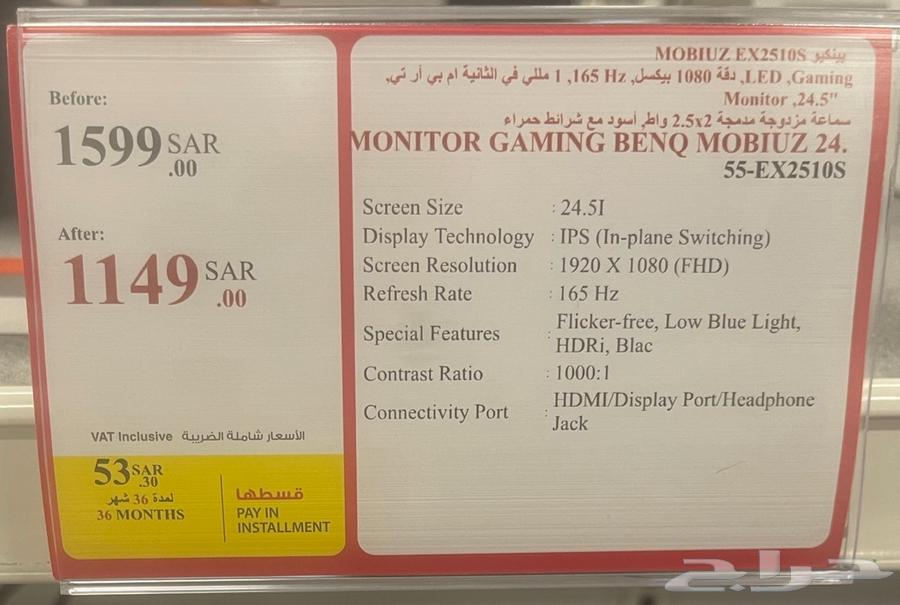 Before:
1599 SAR .00
After:
1149 SAR .00
VAT Inclusive الأسعار شاملة الضريبة
53 SAR .30
لمدة 36 شهر
36 MONTHS
قسطها
PAY IN
INSTALLMENT
بينكيو MOBIUZ EX2510S
LED ,Gaming, دقة 1080 بيكسل, 165 Hz, 1 مللي في الثانية ام بي أر تي,
Monitor ,24.5"
سماعة مزدوجة مدمجة 2.5x2 واط, أسود مع شرائط حمراء
MONITOR GAMING BENQ MOBIUZ 24.
55-EX2510S
Screen Size : 24.5I
Display Technology : IPS (In-plane Switching)
Screen Resolution : 1920 X 1080 (FHD)
Refresh Rate : 165 Hz
Special Features : Flicker-free, Low Blue Light,
HDRi, Blac
Contrast Ratio : 1000:1
Connectivity Port : HDMI/Display Port/Headphone
Jack
حراج